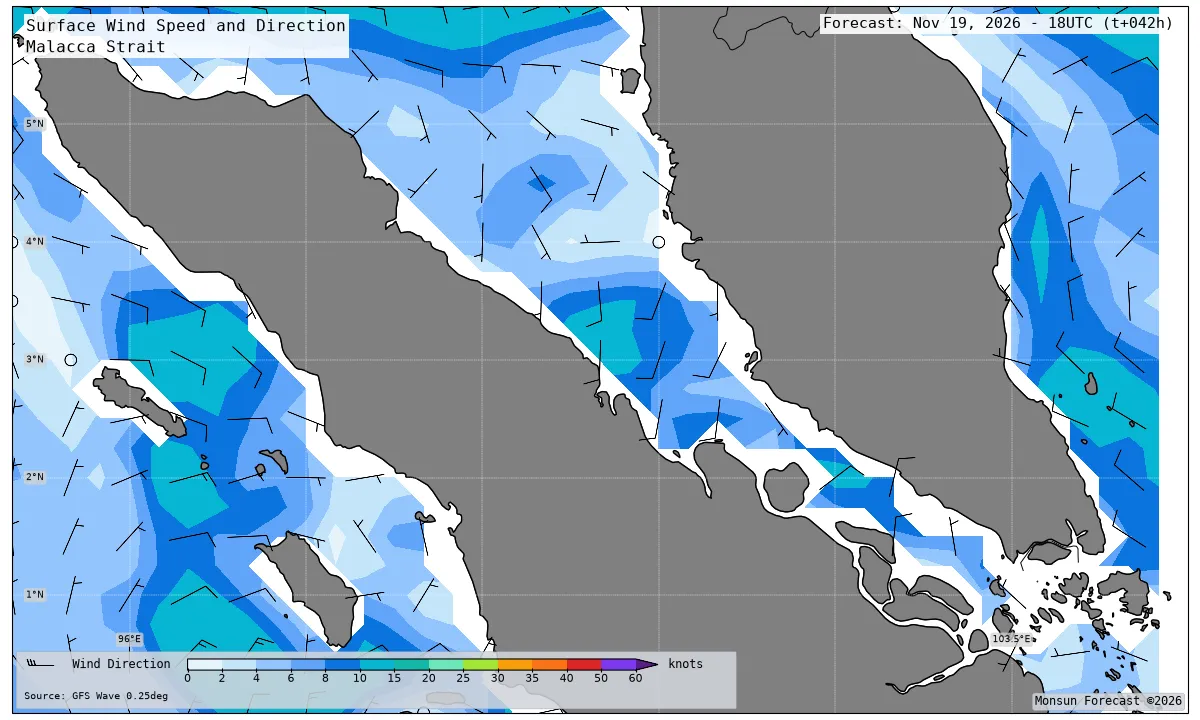 Surface Wind Speed and Direction
Malacca Strait
Forecast: Nov 19, 2026 - 18UTC (t+042h)
5°N
4°N
3°N
2°N
1°N
96°E
103.5°E
Wind Direction
knots
0 2 4 6 8 10 15 20 25 30 35 40 50 60
Source: GFS Wave 0.25deg
Monsun Forecast ©2026